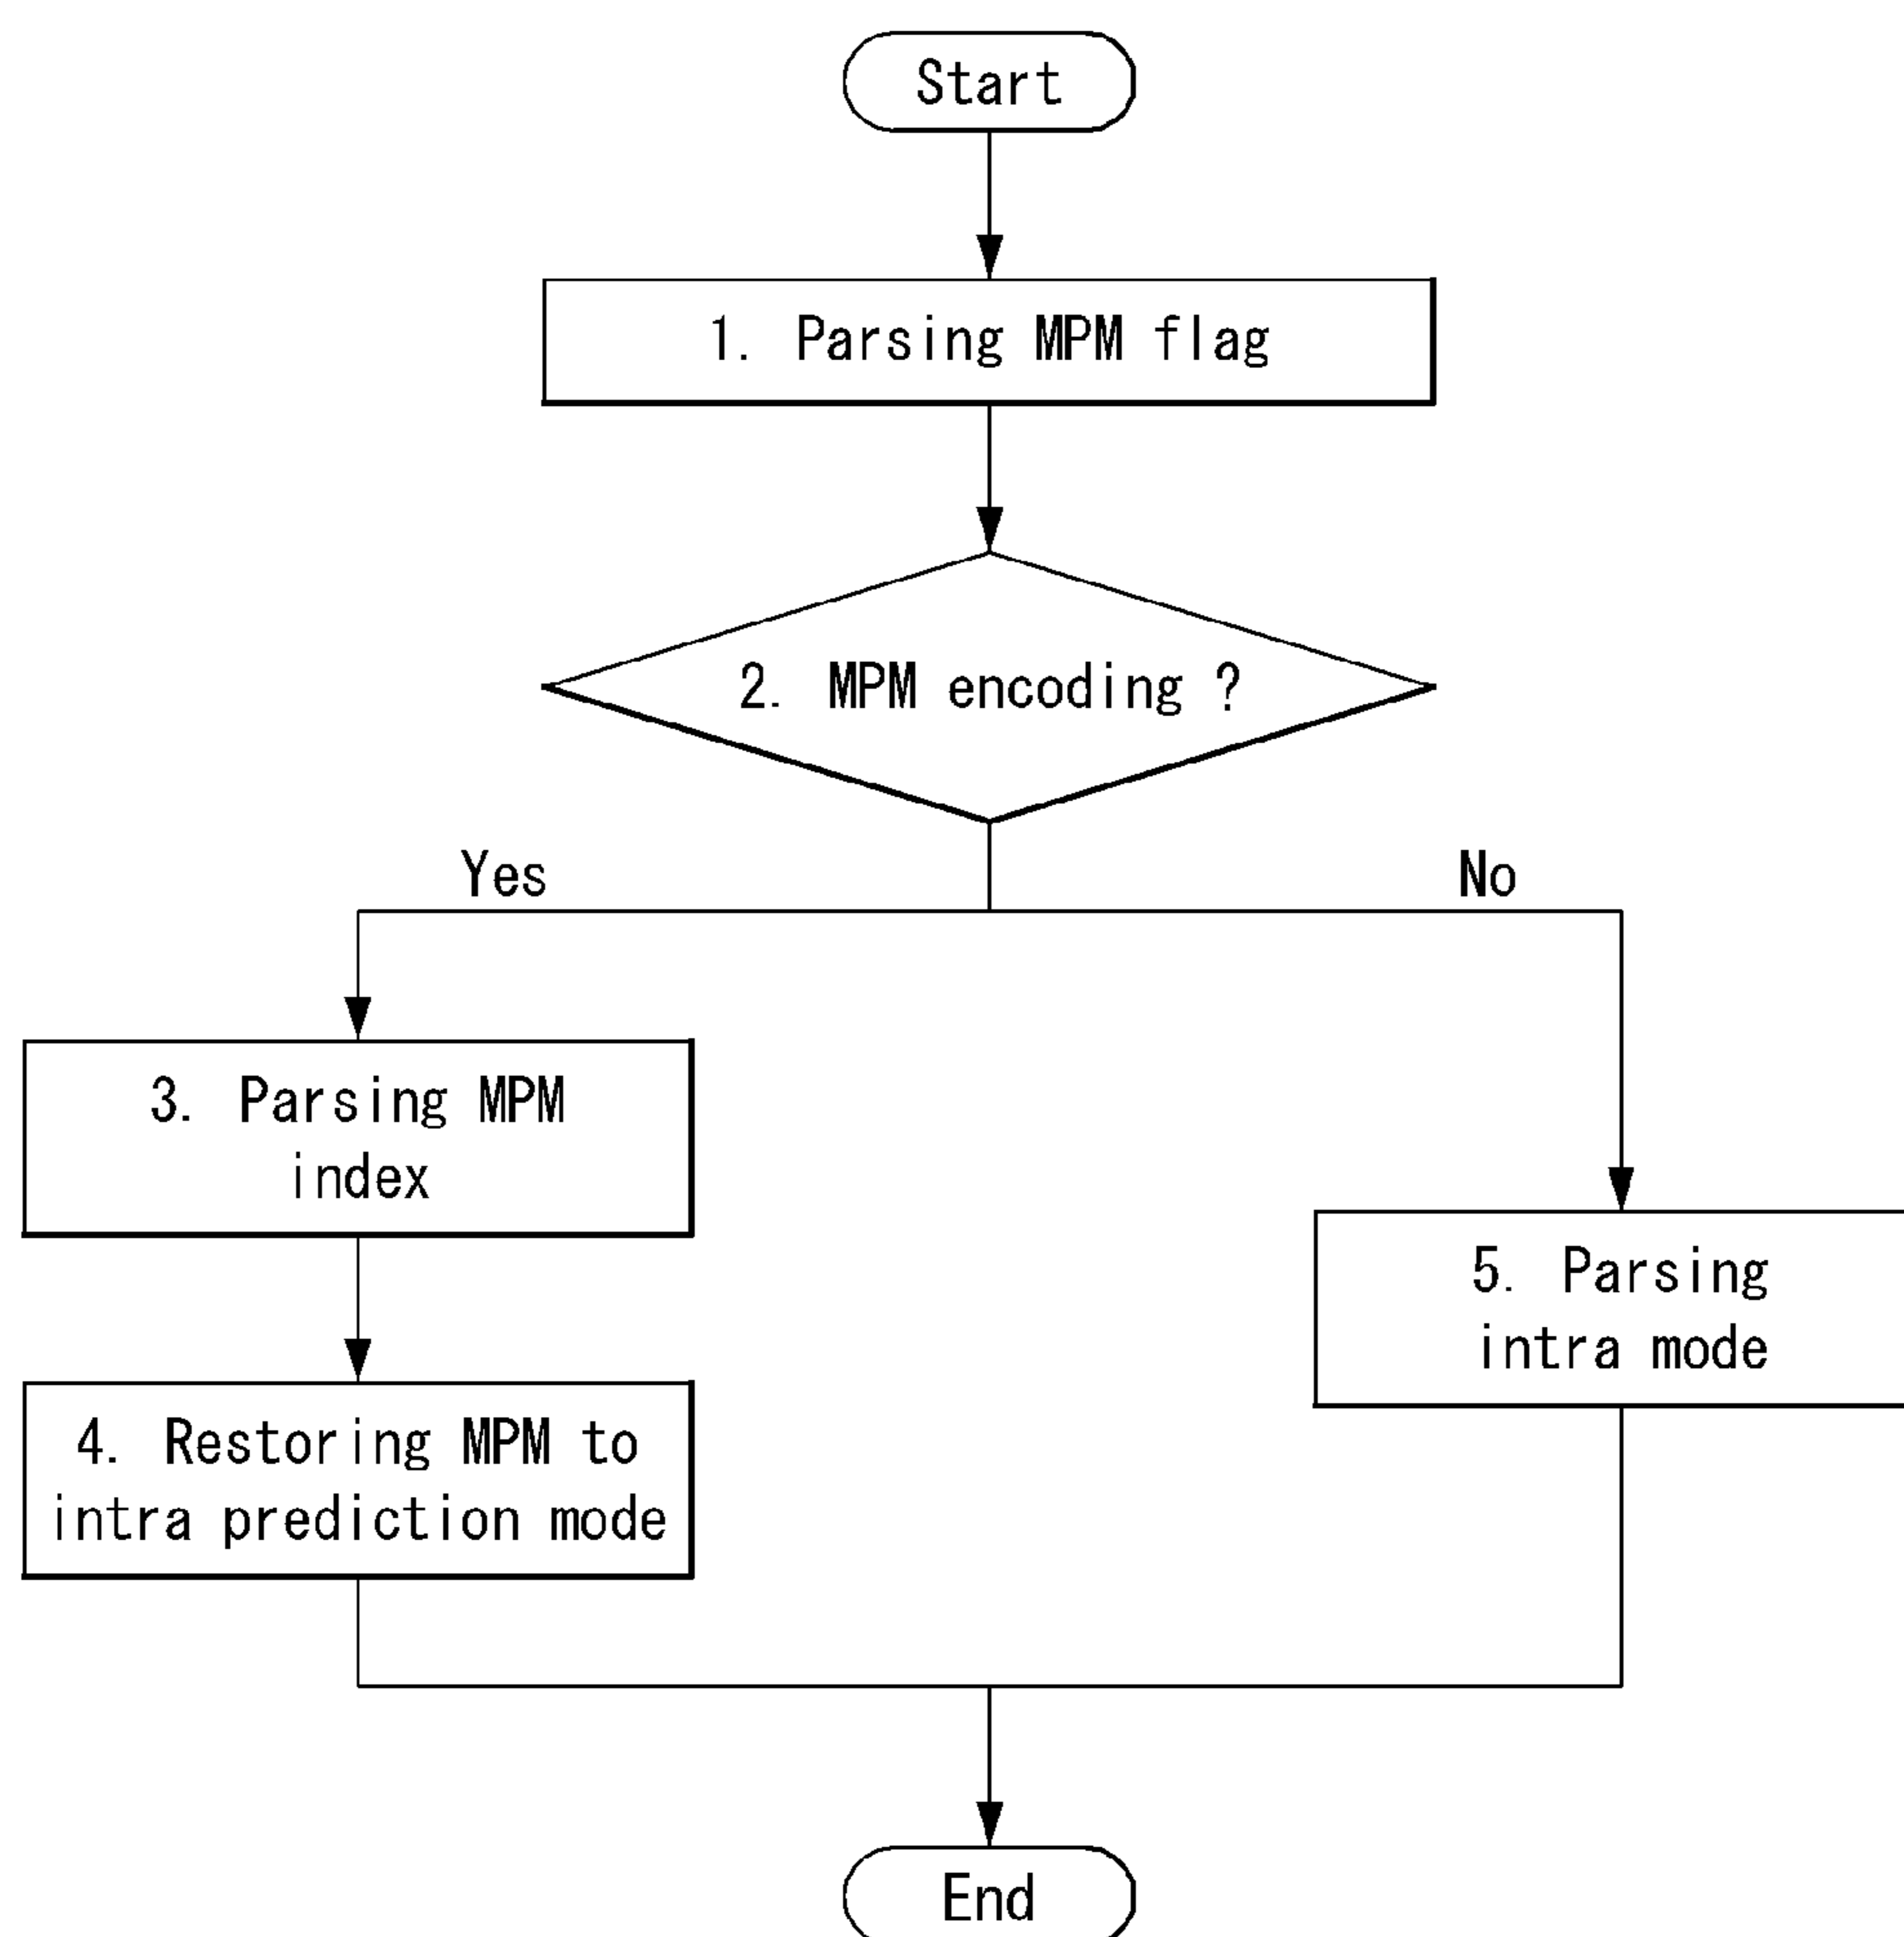 Start
1. Parsing MPM flag
2. MPM encoding ?
Yes
No
3. Parsing MPM
index
4. Restoring MPM to
intra prediction mode
5. Parsing
intra mode
End